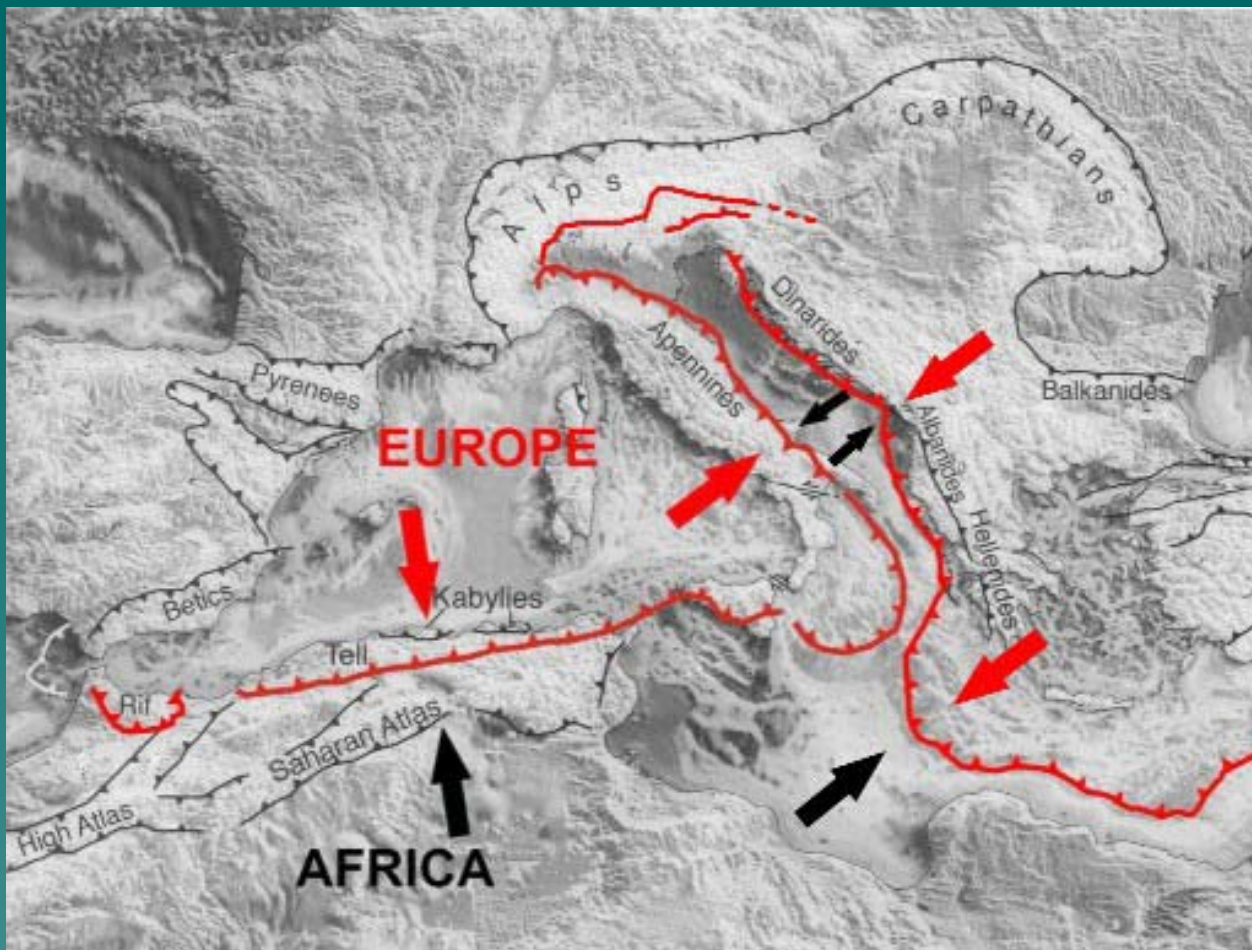 Carpathians
Alps
Dinarides
Apennines
Pyrenees
Balkanides
Albanides
EUROPE
Hellenides
Betics
Kabylies
Tell
Rif
Saharan Atlas
High Atlas
AFRICA